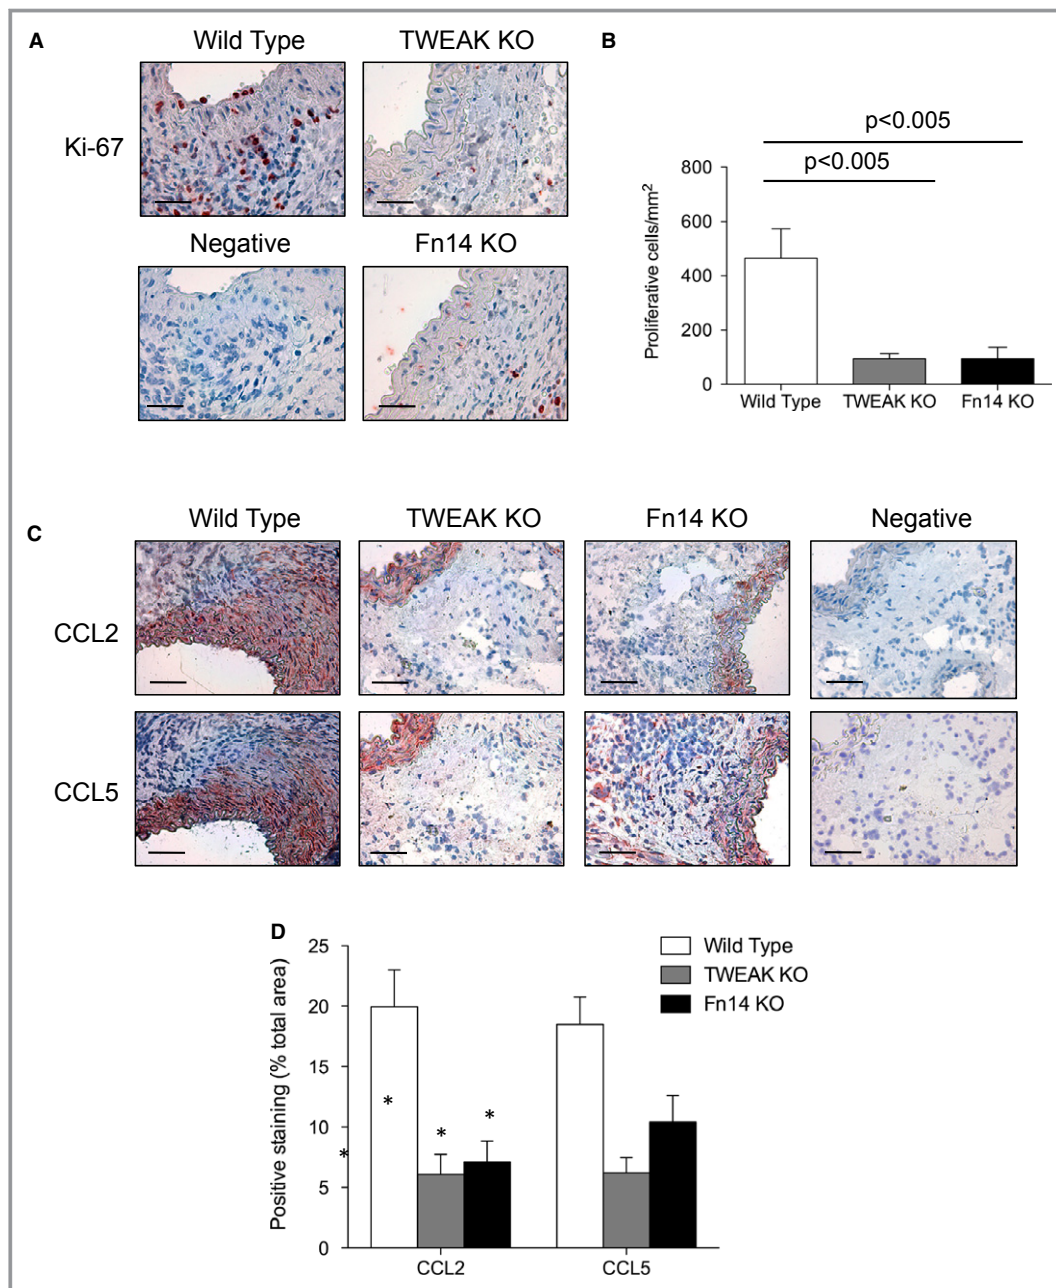 A
Wild Type
TWEAK KO
Ki-67
Negative
Fn14 KO
B
p<0.005
p<0.005
Proliferative cells/mm²
800
600
400
200
0
Wild Type
TWEAK KO
Fn14 KO
C
Wild Type
TWEAK KO
Fn14 KO
Negative
CCL2
CCL5
D
Positive staining (% total area)
25
20
15
10
5
0
*
*
*
*
CCL2
CCL5
Wild Type
TWEAK KO
Fn14 KO